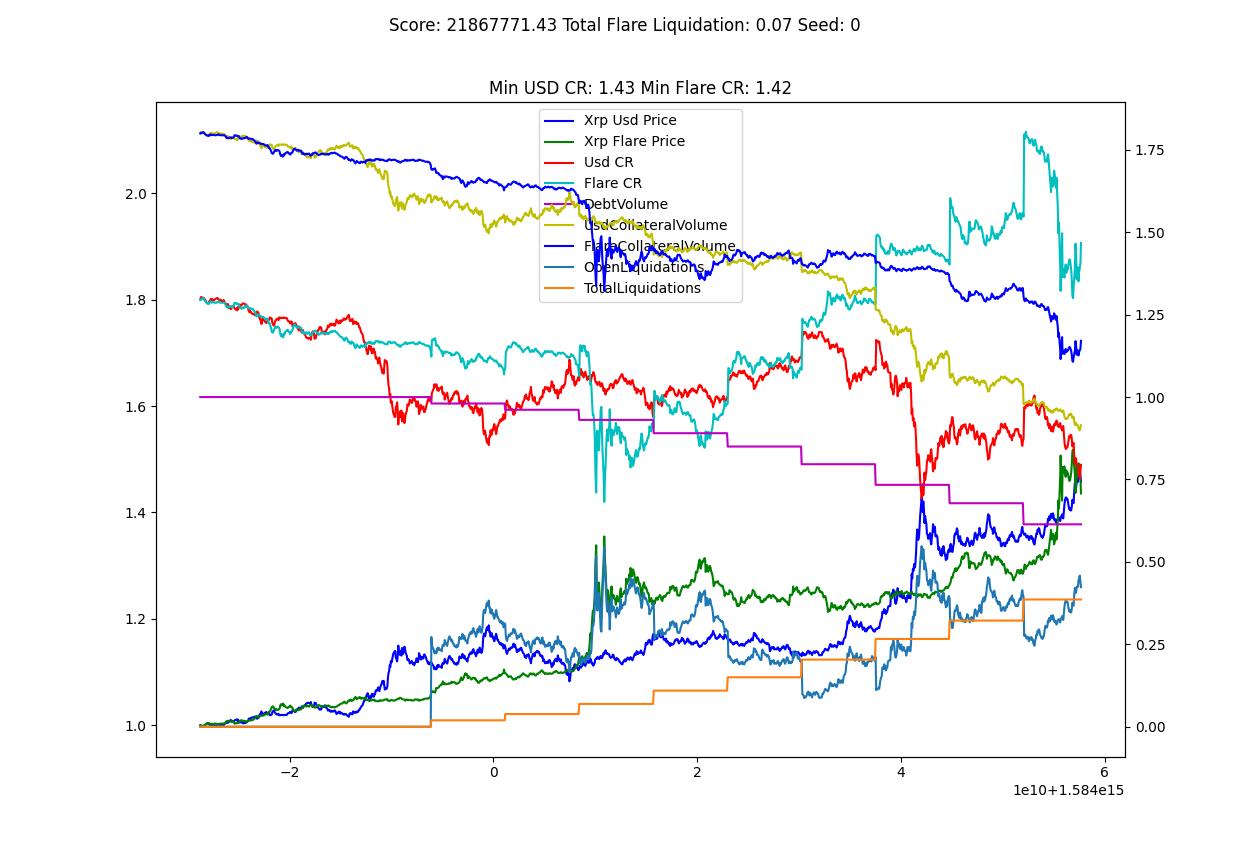 Score: 21867771.43 Total Flare Liquidation: 0.07 Seed: 0
Min USD CR: 1.43 Min Flare CR: 1.42
Xrp Usd Price
Xrp Flare Price
Usd CR
Flare CR
DebtVolume
UsdCollateralVolume
FlareCollateralVolume
OpenLiquidations
TotalLiquidations
2.0
1.8
1.6
1.4
1.2
1.0
1.75
1.50
1.25
1.00
0.75
0.50
0.25
0.00
−2 0 2 4 6
1e10+1.584e15